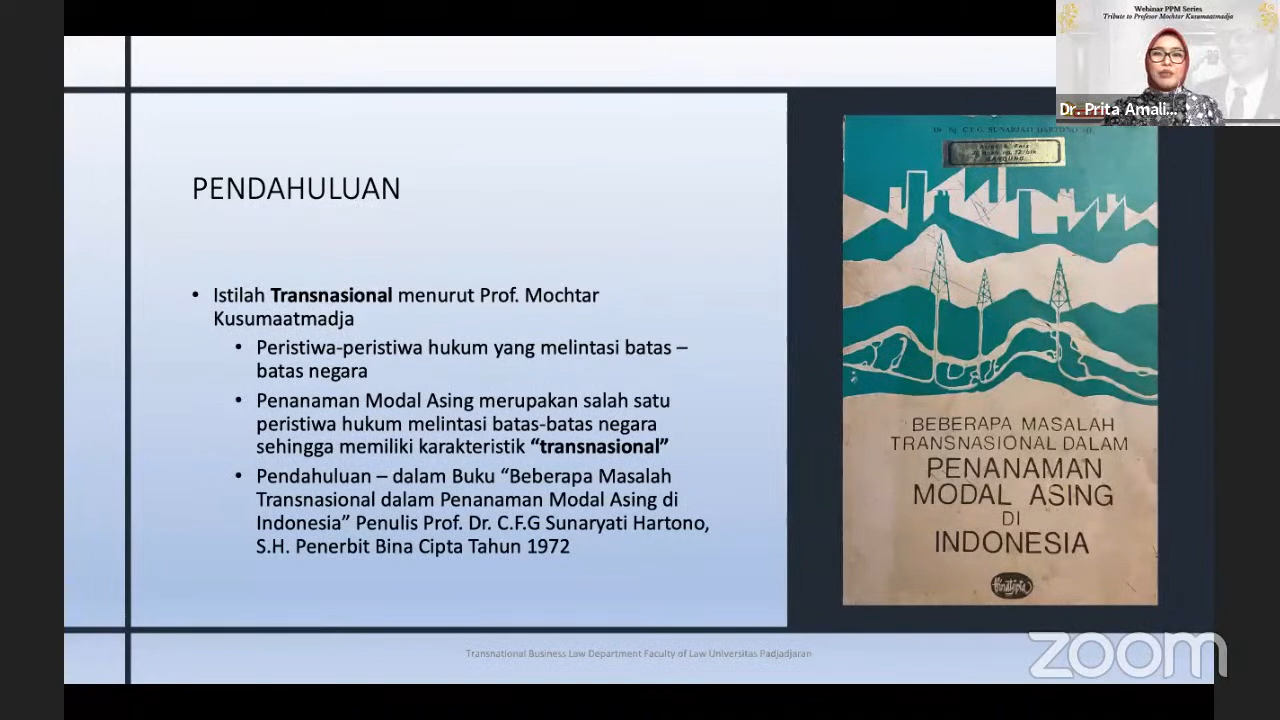 Webinar PPM Series
Tribute to Profesor Mochtar Kusumaatmadja
Dr. Prita Amali...
PENDAHULUAN
• Istilah Transnasional menurut Prof. Mochtar
Kusumaatmadja
• Peristiwa-peristiwa hukum yang melintasi batas –
batas negara
• Penanaman Modal Asing merupakan salah satu
peristiwa hukum melintasi batas-batas negara
sehingga memiliki karakteristik “transnasional”
• Pendahuluan – dalam Buku “Beberapa Masalah
Transnasional dalam Penanaman Modal Asing di
Indonesia” Penulis Prof. Dr. C.F.G Sunaryati Hartono,
S.H. Penerbit Bina Cipta Tahun 1972
SUNARJATI HARTONO
BANDUNG
BEBERAPA MASALAH
TRANSNASIONAL DALAM
PENANAMAN
MODAL ASING
DI
INDONESIA
Binatjipta
Transnational Business Law Department Faculty of Law Universitas Padjadjaran
zoom